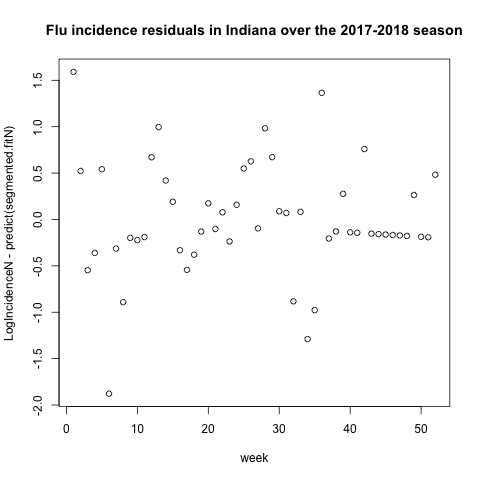 Flu incidence residuals in Indiana over the 2017-2018 season
LogIncidenceN - predict(segmented.fitN)
1.5
1.0
0.5
0.0
-0.5
-1.0
-1.5
-2.0
0 10 20 30 40 50
week